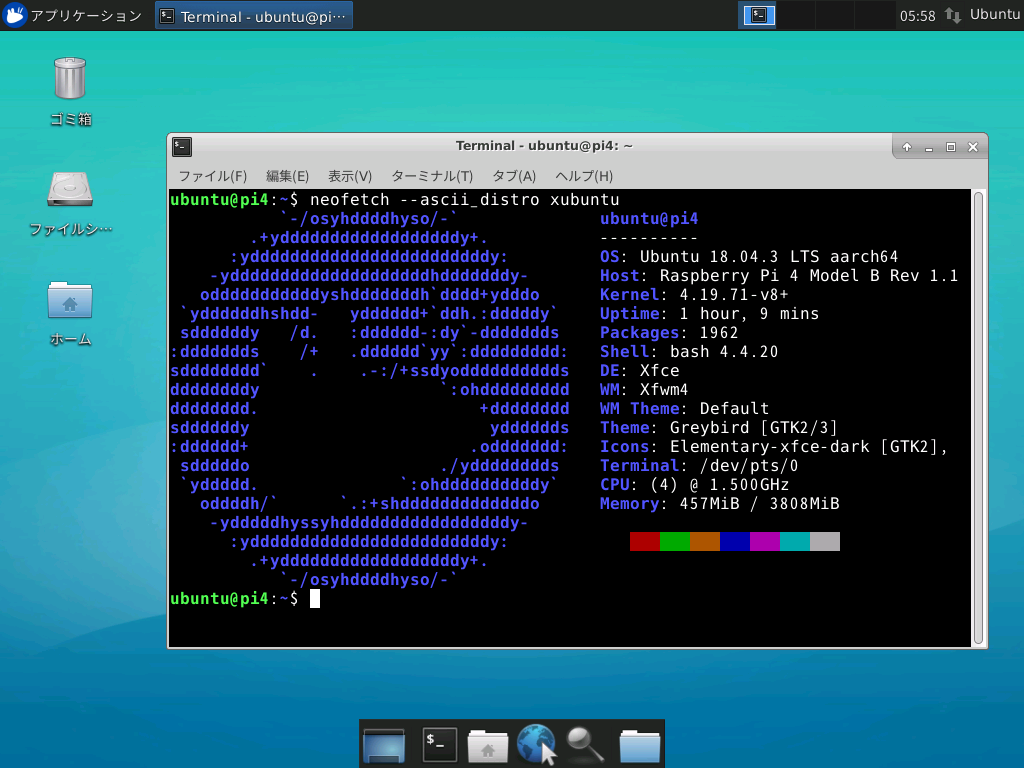 アプリケーション
Terminal - ubuntu@pi…
05:58
Ubuntu
ゴミ箱
ファイルシ…
ホーム
Terminal - ubuntu@pi4: ~
ファイル(F) 編集(E) 表示(V) ターミナル(T) タブ(A) ヘルプ(H)
ubuntu@pi4:~$ neofetch --ascii_distro xubuntu
`-/osyhddddhyso/-` ubuntu@pi4
.+yddddddddddddddddddy+. ----------
:yddddddddddddddddddddddddy: OS: Ubuntu 18.04.3 LTS aarch64
-yddddddddddddddddddddhdddddddy- Host: Raspberry Pi 4 Model B Rev 1.1
odddddddddddyshdddddddh`dddd+ydddo Kernel: 4.19.71-v8+
`yddddddhshdd- ydddddd+`ddh.:dddddy` Uptime: 1 hour, 9 mins
sddddddy /d. :dddddd-:dy`-ddddddds Packages: 1962
:ddddddds /+ .dddddd`yy`:ddddddddd: Shell: bash 4.4.20
sdddddddd` . .-:/+ssdyodddddddddds DE: Xfce
ddddddddy `:ohddddddddd WM: Xfwm4
dddddddd. +dddddddd WM Theme: Default
sddddddy ydddddds Theme: Greybird [GTK2/3]
:dddddd+ .oddddddd: Icons: Elementary-xfce-dark [GTK2],
sdddddo ./ydddddddds Terminal: /dev/pts/0
`yddddd. `:ohddddddddddy` CPU: (4) @ 1.500GHz
oddddh/` `.:+shdddddddddddddo Memory: 457MiB / 3808MiB
-ydddddhyssyhdddddddddddddddddy-
:yddddddddddddddddddddddddy:
.+yddddddddddddddddddy+.
`-/osyhddddhyso/-`
ubuntu@pi4:~$